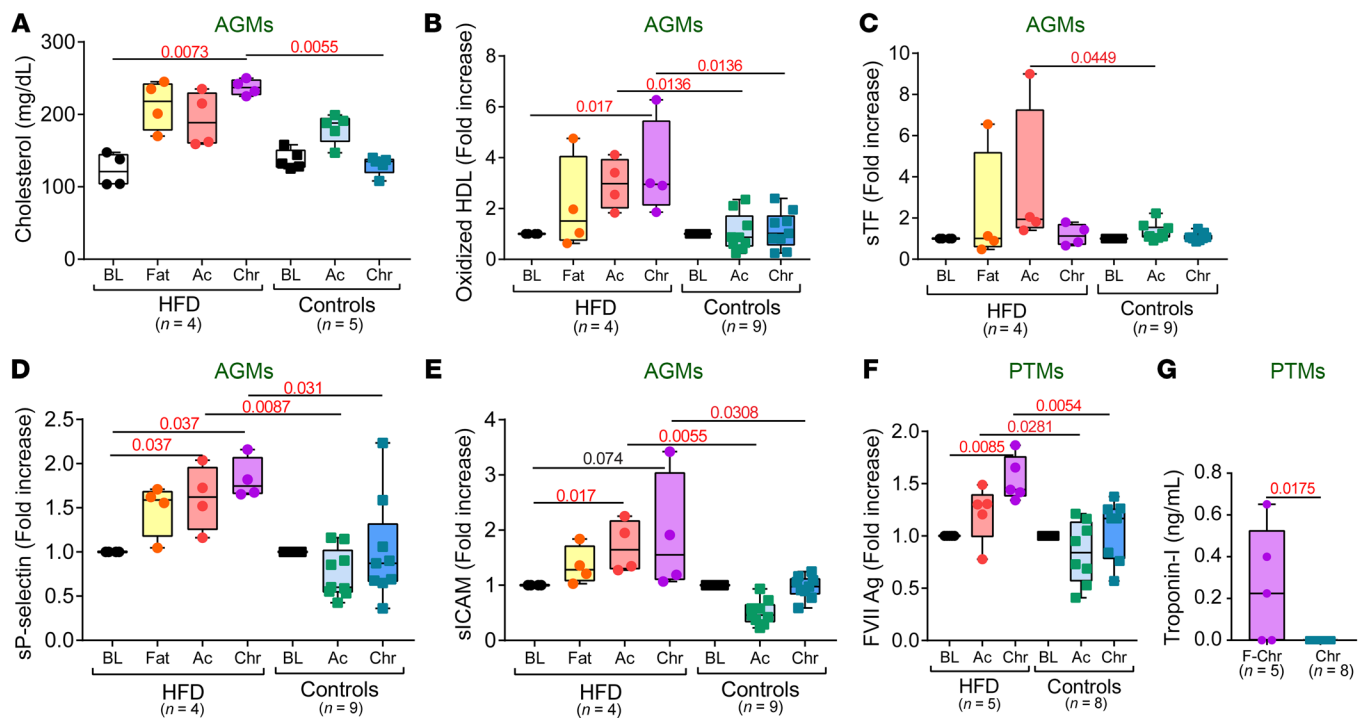 A
AGMs
Cholesterol (mg/dL)
300
200
100
0
0.0073
0.0055
BL Fat Ac Chr BL Ac Chr
HFD Controls
(n = 4) (n = 5)
B
AGMs
Oxidized HDL (Fold increase)
8
6
4
2
0
0.0136
0.0136
0.017
BL Fat Ac Chr BL Ac Chr
HFD Controls
(n = 4) (n = 9)
C
AGMs
sTF (Fold increase)
10
8
6
4
2
0
0.0449
BL Fat Ac Chr BL Ac Chr
HFD Controls
(n = 4) (n = 9)
D
AGMs
sP-selectin (Fold increase)
2.5
2.0
1.5
1.0
0.5
0.0
0.031
0.0087
0.037
0.037
BL Fat Ac Chr BL Ac Chr
HFD Controls
(n = 4) (n = 9)
E
AGMs
sICAM (Fold increase)
4
3
2
1
0
0.0308
0.0055
0.074
0.017
BL Fat Ac Chr BL Ac Chr
HFD Controls
(n = 4) (n = 9)
F
PTMs
FVII Ag (Fold increase)
2.0
1.5
1.0
0.5
0.0
0.0054
0.0281
0.0085
BL Ac Chr BL Ac Chr
HFD Controls
(n = 5) (n = 8)
G
PTMs
Troponin-I (ng/mL)
0.8
0.6
0.4
0.2
0.0
0.0175
F-Chr Chr
(n = 5) (n = 8)